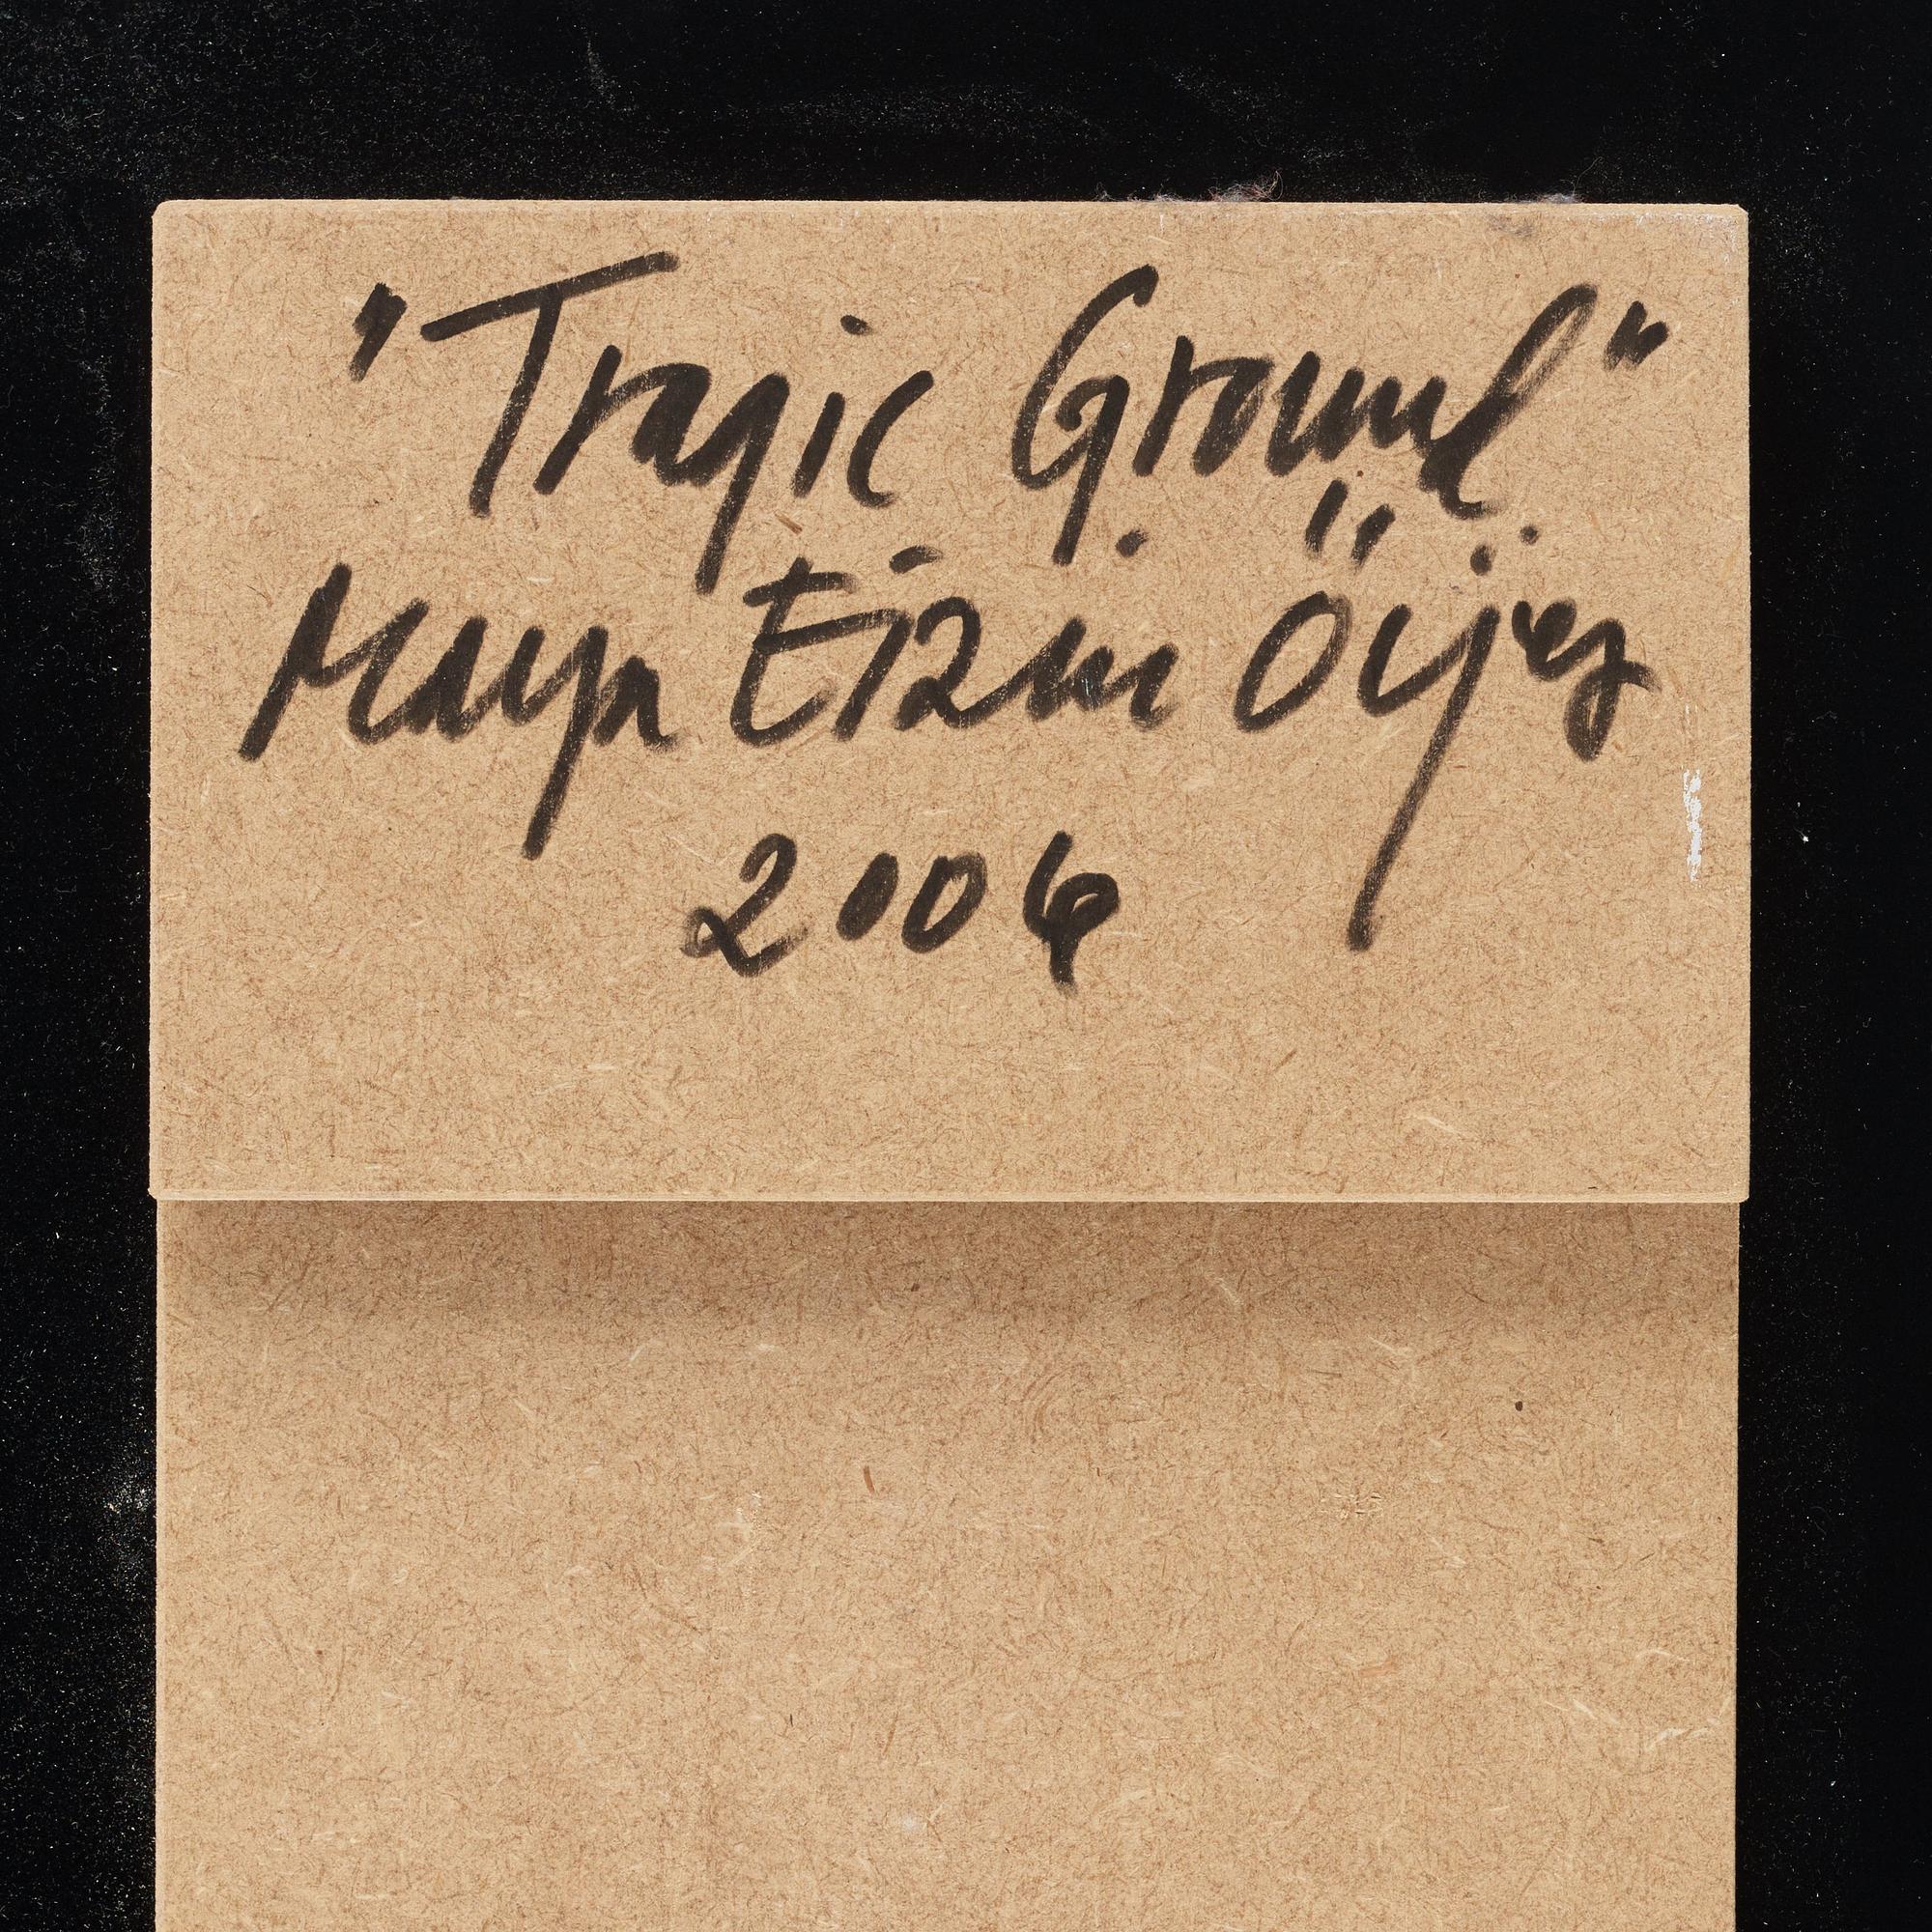 "Tragic Ground"
Maya Eizin Öijer
2006